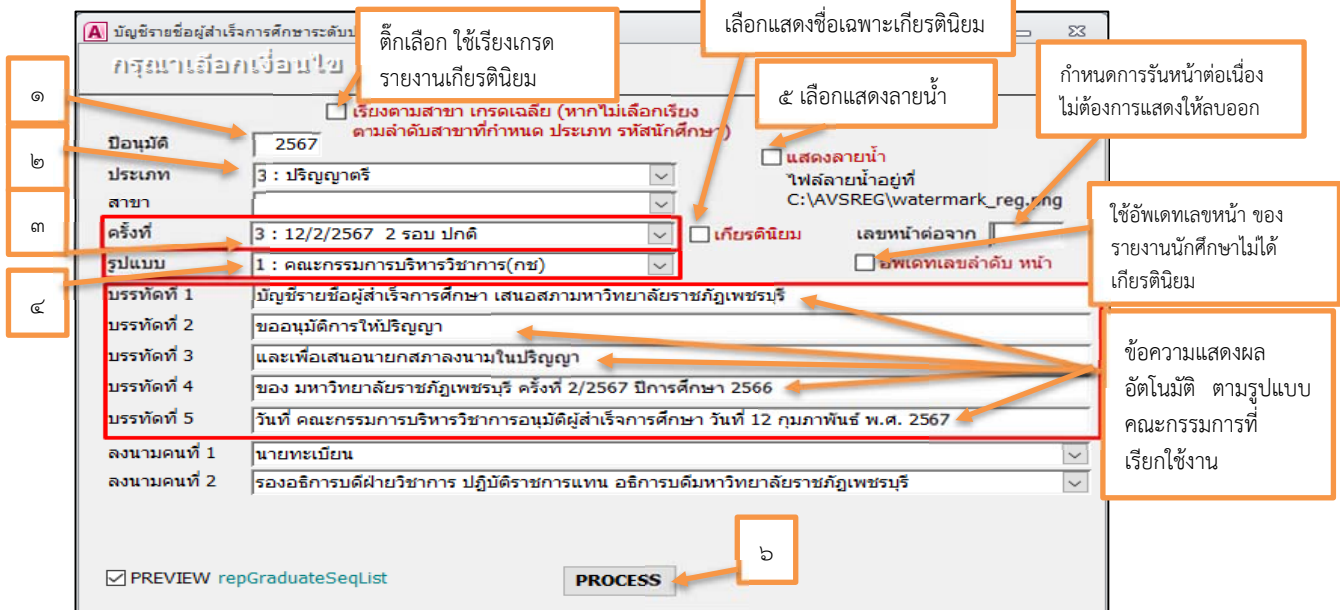 เลือกแสดงชื่อเฉพาะเกียรตินิยม
A บัญชีรายชื่อผู้สำเร็จการศึกษาระดับ
ติ๊กเลือก ใช้เรียงเกรด
รายงานเกียรตินิยม
กรุณาเลือกเงื่อนไข
กำหนดการรันหน้าต่อเนื่อง
ไม่ต้องการแสดงให้ลบออก
๑
๕ เลือกแสดงลายน้ำ
เรียงตามสาขา เกรดเฉลี่ย (หากไม่เลือกเรียง
ตามลำดับสาขาที่กำหนด ประเภท รหัสนักศึกษา)
ปีอนุมัติ 2567
๒
แสดงลายน้ำ
ประเภท 3 : ปริญญาตรี
ไฟล์ลายน้ำอยู่ที่
สาขา
C:\AVSREG\watermark_reg.png
๓
ครั้งที่ 3 : 12/2/2567 2 รอบ ปกติ
เกียรตินิยม เลขหน้าต่อจาก
ใช้อัพเดทเลขหน้า ของ
รายงานนักศึกษาไม่ได้
เกียรตินิยม
รูปแบบ 1 : คณะกรรมการบริหารวิชาการ(กช)
อัพเดทเลขลำดับ หน้า
๔
บรรทัดที่ 1 บัญชีรายชื่อผู้สำเร็จการศึกษา เสนอสภามหาวิทยาลัยราชภัฏเพชรบุรี
บรรทัดที่ 2 ขออนุมัติการให้ปริญญา
บรรทัดที่ 3 และเพื่อเสนอนายกสภาลงนามในปริญญา
บรรทัดที่ 4 ของ มหาวิทยาลัยราชภัฏเพชรบุรี ครั้งที่ 2/2567 ปีการศึกษา 2566
บรรทัดที่ 5 วันที่ คณะกรรมการบริหารวิชาการอนุมัติผู้สำเร็จการศึกษา วันที่ 12 กุมภาพันธ์ พ.ศ. 2567
ข้อความแสดงผล
อัตโนมัติ ตามรูปแบบ
คณะกรรมการที่
เรียกใช้งาน
ลงนามคนที่ 1 นายทะเบียน
ลงนามคนที่ 2 รองอธิการบดีฝ่ายวิชาการ ปฏิบัติราชการแทน อธิการบดีมหาวิทยาลัยราชภัฏเพชรบุรี
๖
PREVIEW repGraduateSeqList
PROCESS